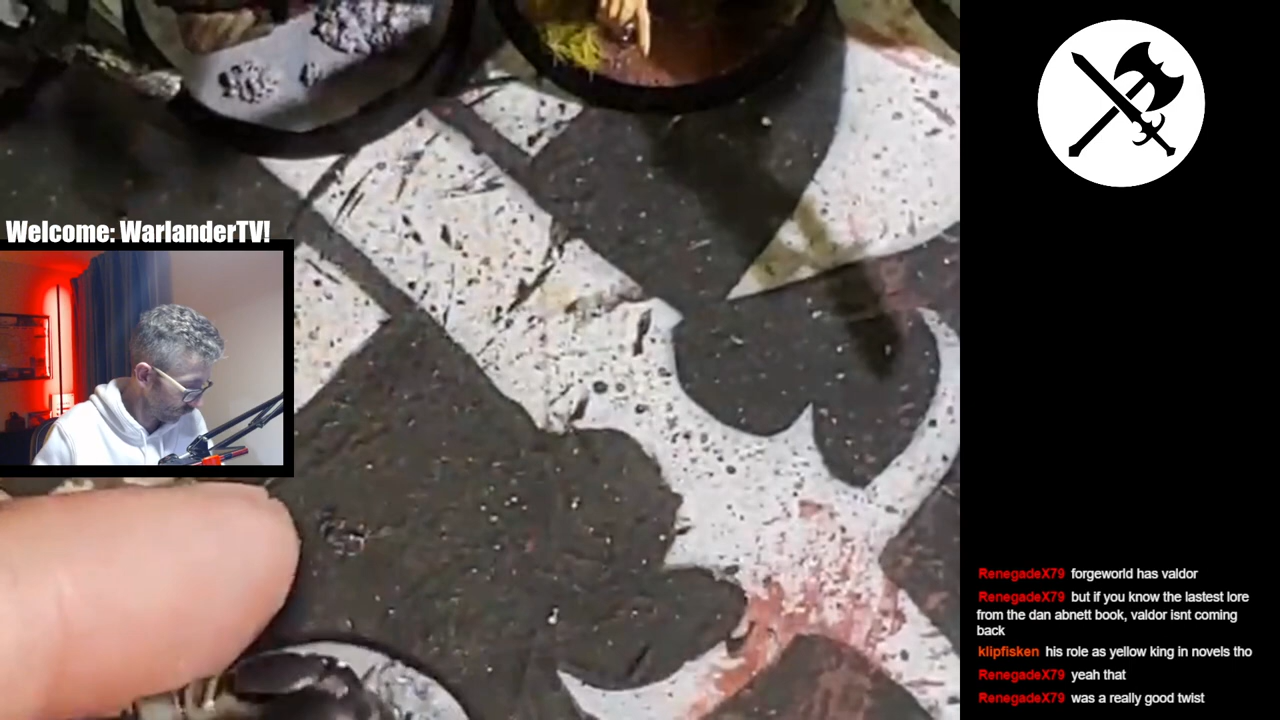 Welcome: WarlanderTV!
RenegadeX79 forgeworld has valdor
RenegadeX79 but if you know the lastest lore
from the dan abnett book, valdor isnt coming
back
klipfisken his role as yellow king in novels tho
RenegadeX79 yeah that
RenegadeX79 was a really good twist